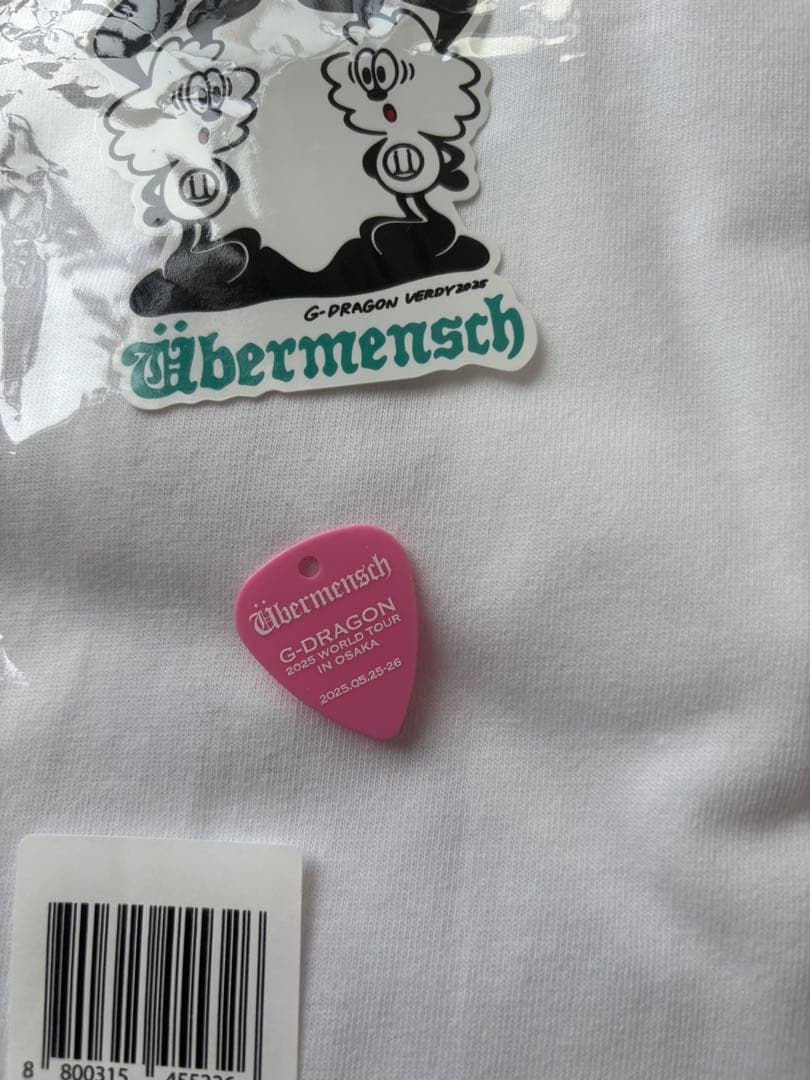 G-DRAGON VERDY 2025
Übermensch
Übermensch
G-DRAGON
2025 WORLD TOUR
IN OSAKA
2025.05.25-26
8 800315